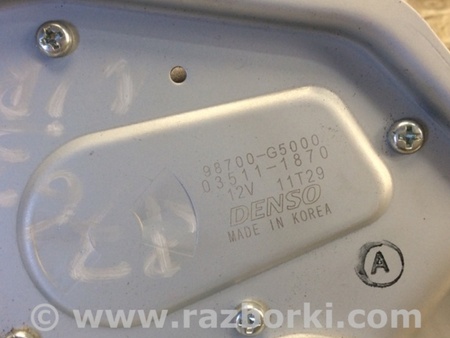 98700-G5000
03511-1870
12V 11T29
DENSO
MADE IN KOREA
A
www.razborki.com